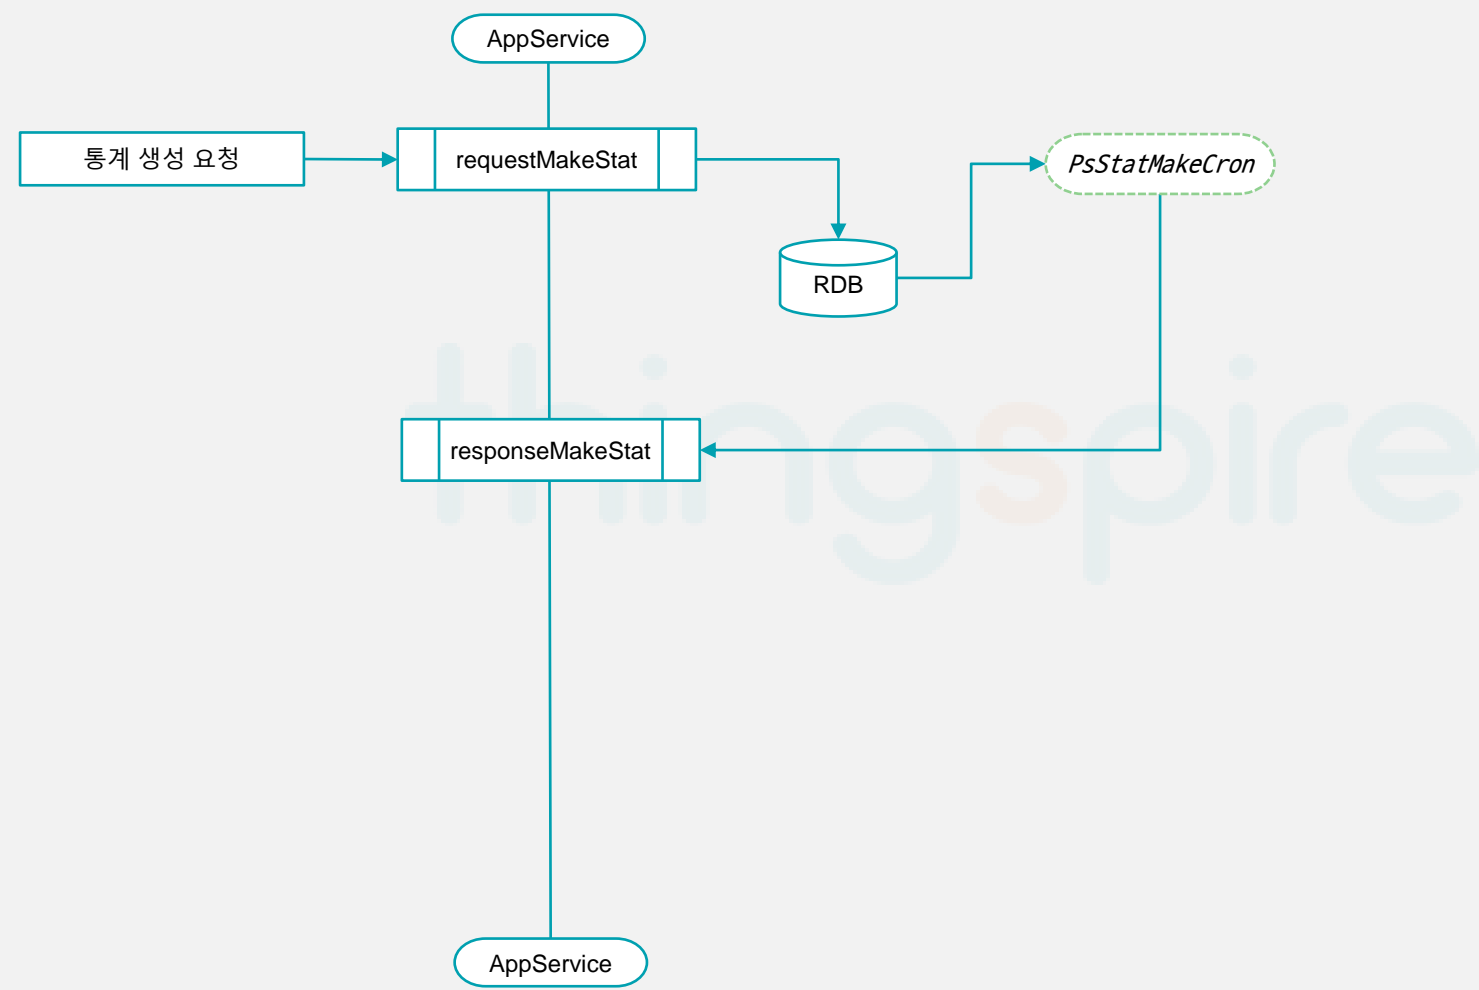 AppService
통계 생성 요청
requestMakeStat
PsStatMakeCron
RDB
thingspire
responseMakeStat
AppService